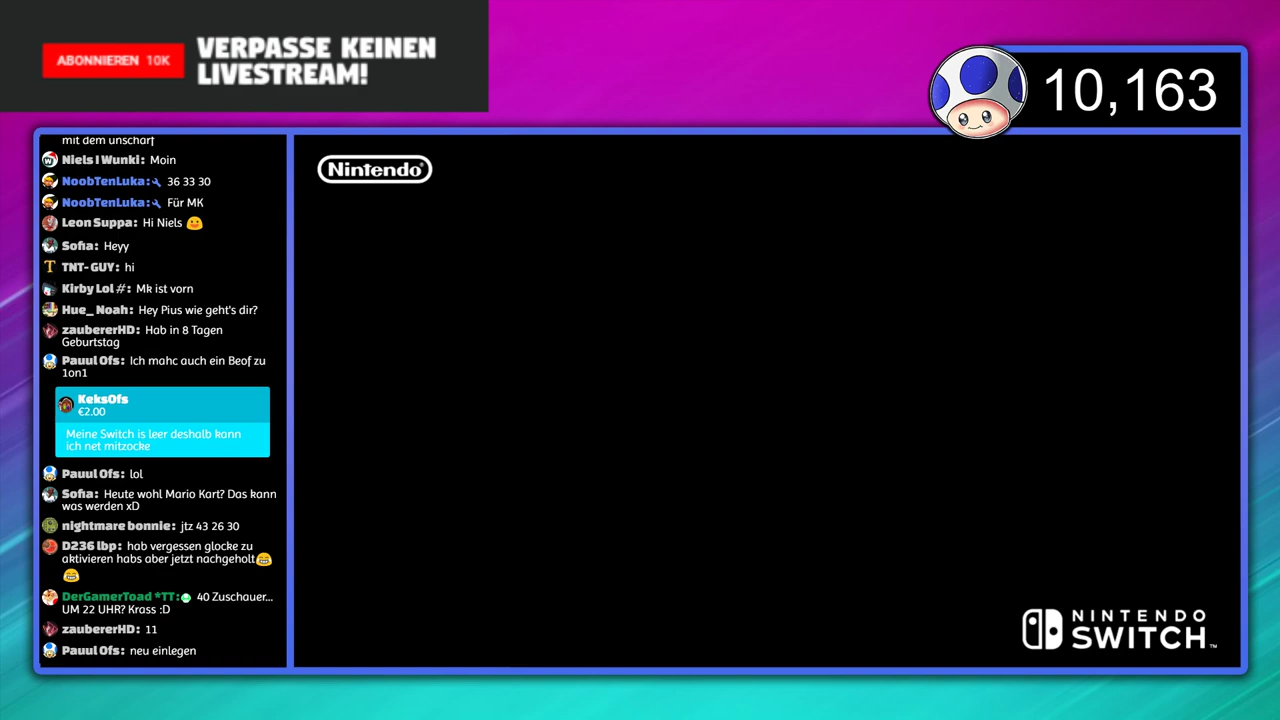 ABONNIEREN 10K
VERPASSE KEINEN
LIVESTREAM!
10,163
mit dem unscharf
Niels | Wunki: Moin
NoobTenLuka: 36 33 30
NoobTenLuka: Für MK
Leon Suppa: Hi Niels
Sofia: Heyy
TNT-GUY: hi
Kirby Lol #: Mk ist vorn
Hue_ Noah: Hey Pius wie geht's dir?
zaubererHD: Hab in 8 Tagen
Geburtstag
Pauul Ofs: Ich mahc auch ein Beof zu
1on1
KeksOfs
€2.00
Meine Switch is leer deshalb kann
ich net mitzocke
Pauul Ofs: lol
Sofia: Heute wohl Mario Kart? Das kann
was werden xD
nightmare bonnie: jtz 43 26 30
D236 lbp: hab vergessen glocke zu
aktivieren habs aber jetzt nachgeholt😂
😂
DerGamerToad *TT: 40 Zuschauer...
UM 22 UHR? Krass :D
zaubererHD: 11
Pauul Ofs: neu einlegen
Nintendo®
NINTENDO
SWITCH™